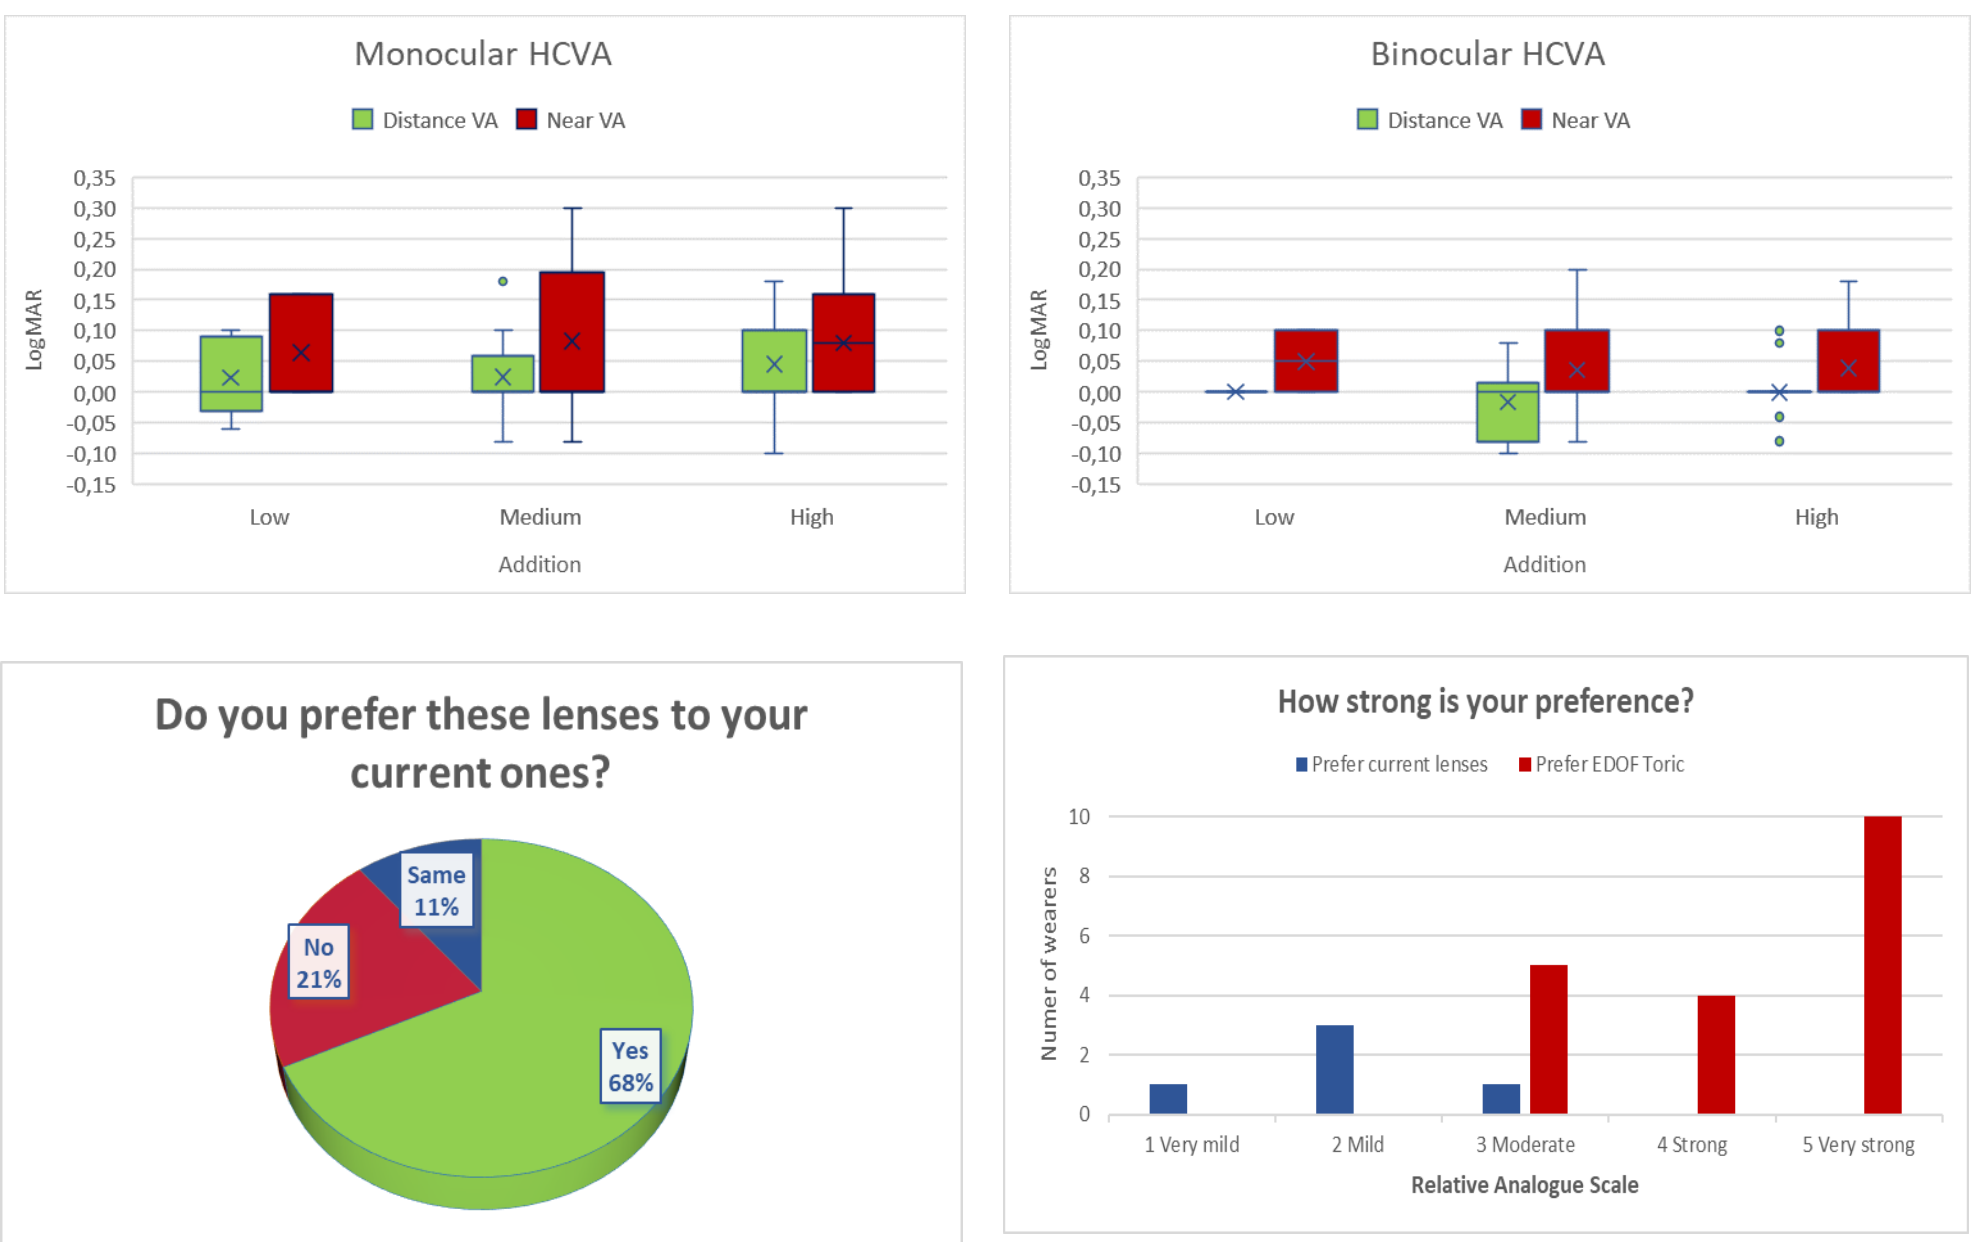 Monocular HCVA
Distance VA Near VA
0,35
0,30
0,25
0,20
0,15
0,10
0,05
0,00
-0,05
-0,10
-0,15
LogMAR
Low Medium High
Addition
Binocular HCVA
Distance VA Near VA
0,35
0,30
0,25
0,20
0,15
0,10
0,05
0,00
-0,05
-0,10
-0,15
LogMAR
Low Medium High
Addition
Do you prefer these lenses to your
current ones?
Same
11%
No
21%
Yes
68%
How strong is your preference?
Prefer current lenses Prefer EDOF Toric
10
8
6
4
2
0
Numer of wearers
1 Very mild 2 Mild 3 Moderate 4 Strong 5 Very strong
Relative Analogue Scale